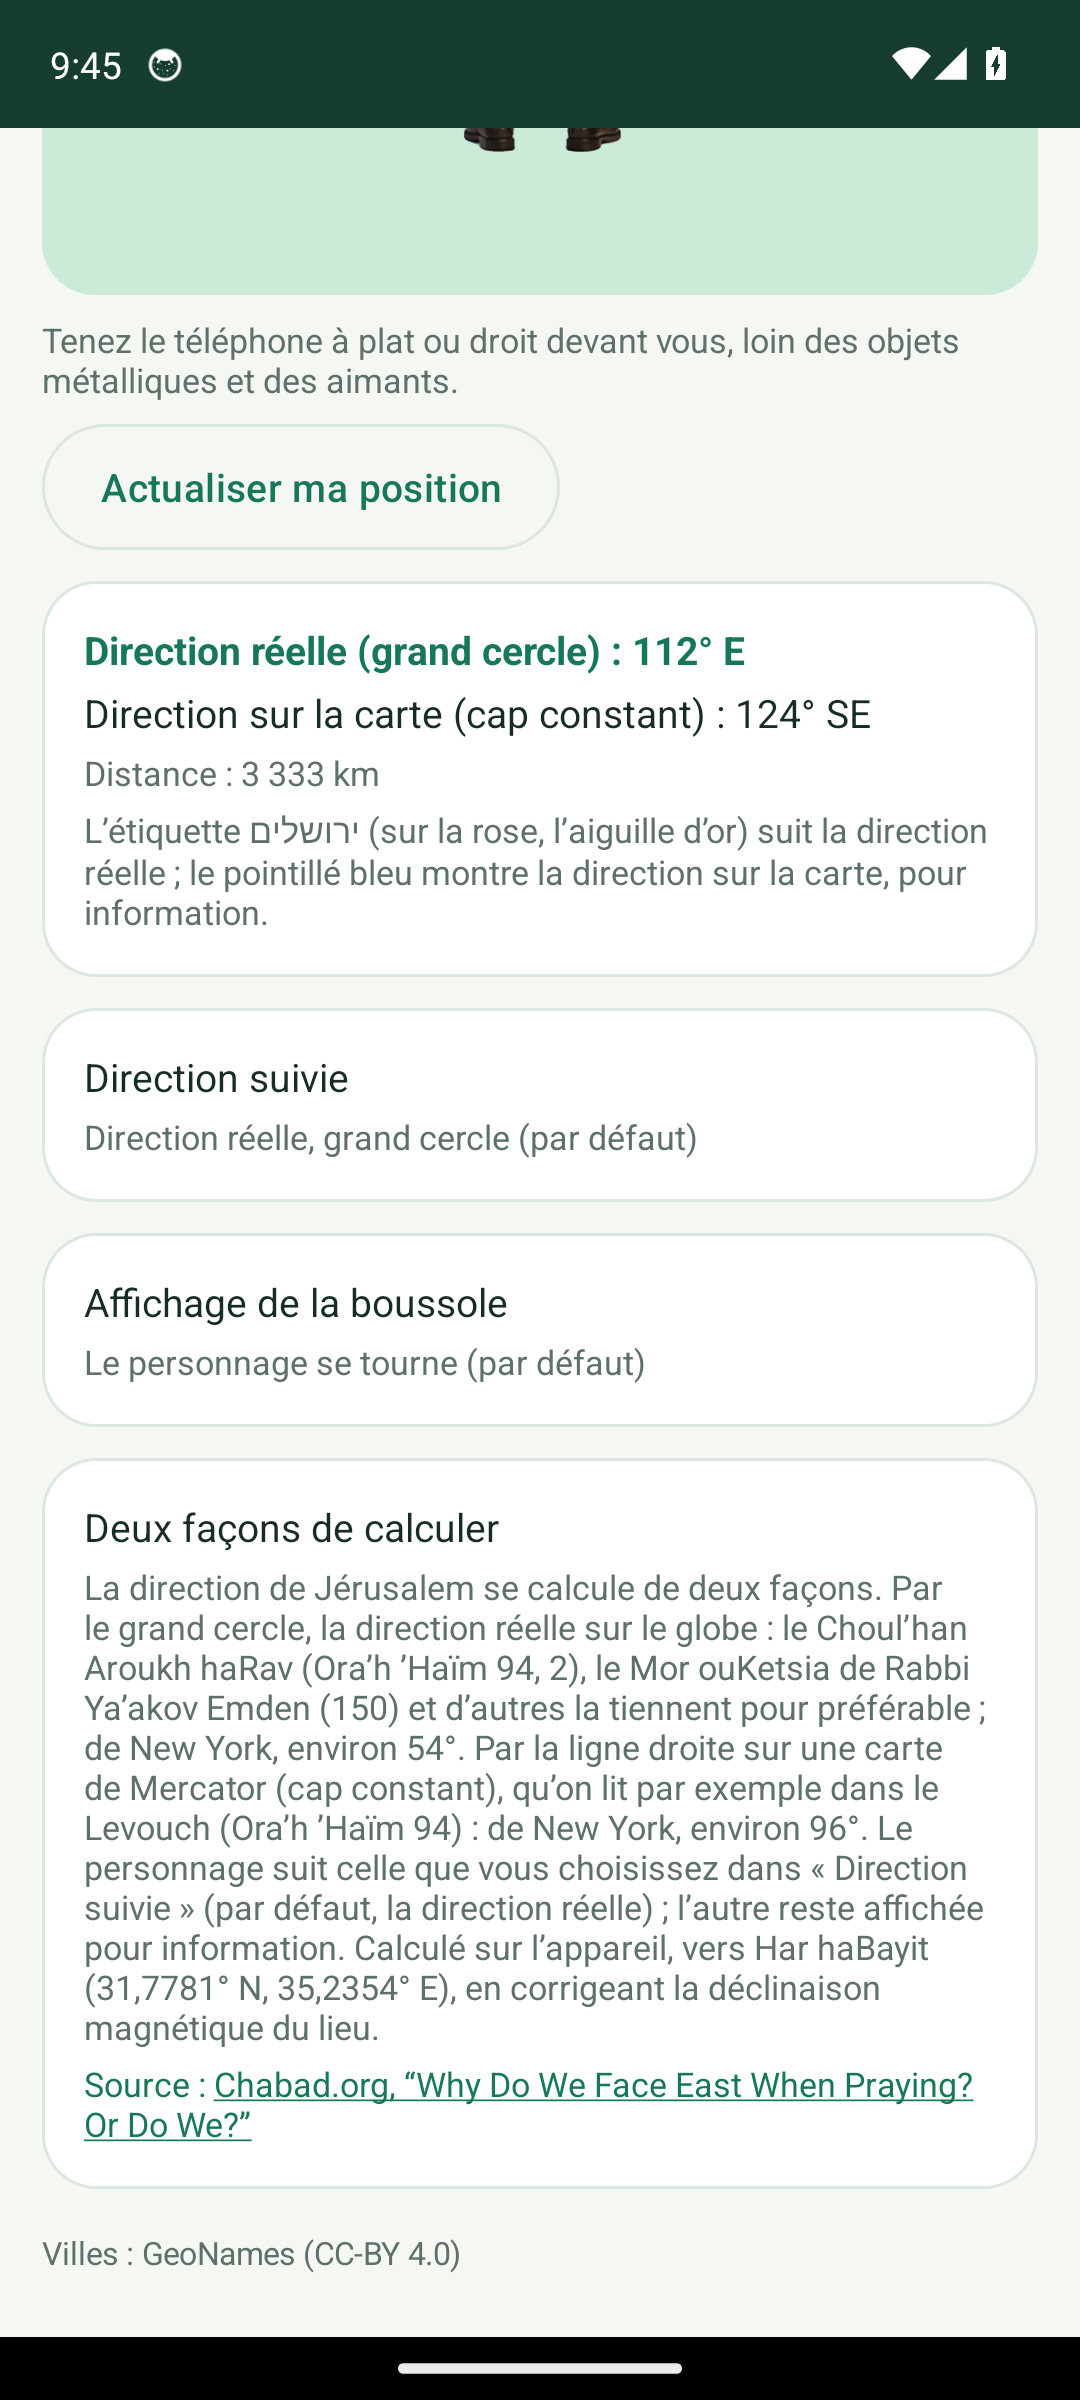 9:45
Tenez le téléphone à plat ou droit devant vous, loin des objets
métalliques et des aimants.
Actualiser ma position
Direction réelle (grand cercle) : 112° E
Direction sur la carte (cap constant) : 124° SE
Distance : 3 333 km
L’étiquette ירושלים (sur la rose, l’aiguille d’or) suit la direction
réelle ; le pointillé bleu montre la direction sur la carte, pour
information.
Direction suivie
Direction réelle, grand cercle (par défaut)
Affichage de la boussole
Le personnage se tourne (par défaut)
Deux façons de calculer
La direction de Jérusalem se calcule de deux façons. Par
le grand cercle, la direction réelle sur le globe : le Choul’han
Aroukh haRav (Ora’h ’Haïm 94, 2), le Mor ouKetsia de Rabbi
Ya’akov Emden (150) et d’autres la tiennent pour préférable ;
de New York, environ 54°. Par la ligne droite sur une carte
de Mercator (cap constant), qu’on lit par exemple dans le
Levouch (Ora’h ’Haïm 94) : de New York, environ 96°. Le
personnage suit celle que vous choisissez dans « Direction
suivie » (par défaut, la direction réelle) ; l’autre reste affichée
pour information. Calculé sur l’appareil, vers Har haBayit
(31,7781° N, 35,2354° E), en corrigeant la déclinaison
magnétique du lieu.
Source : Chabad.org, “Why Do We Face East When Praying?
Or Do We?”
Villes : GeoNames (CC-BY 4.0)